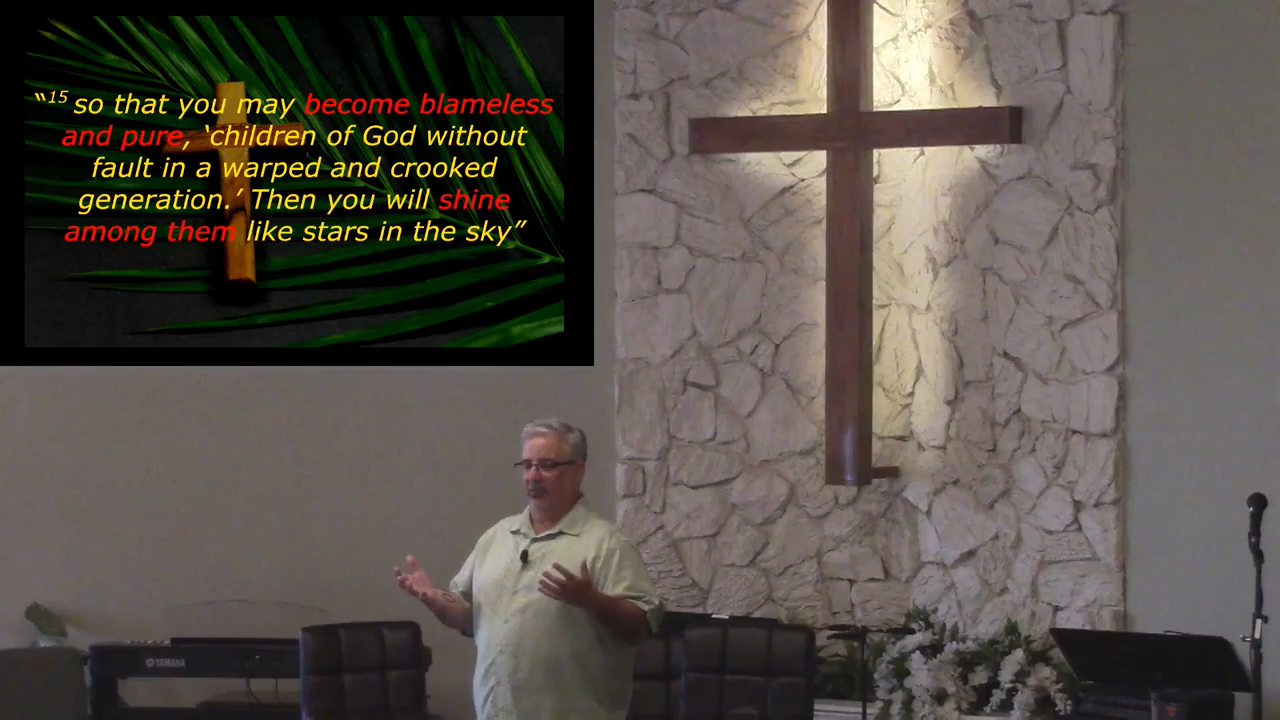 “15 so that you may become blameless
and pure, ‘children of God without
fault in a warped and crooked
generation.’ Then you will shine
among them like stars in the sky”
YAMAHA